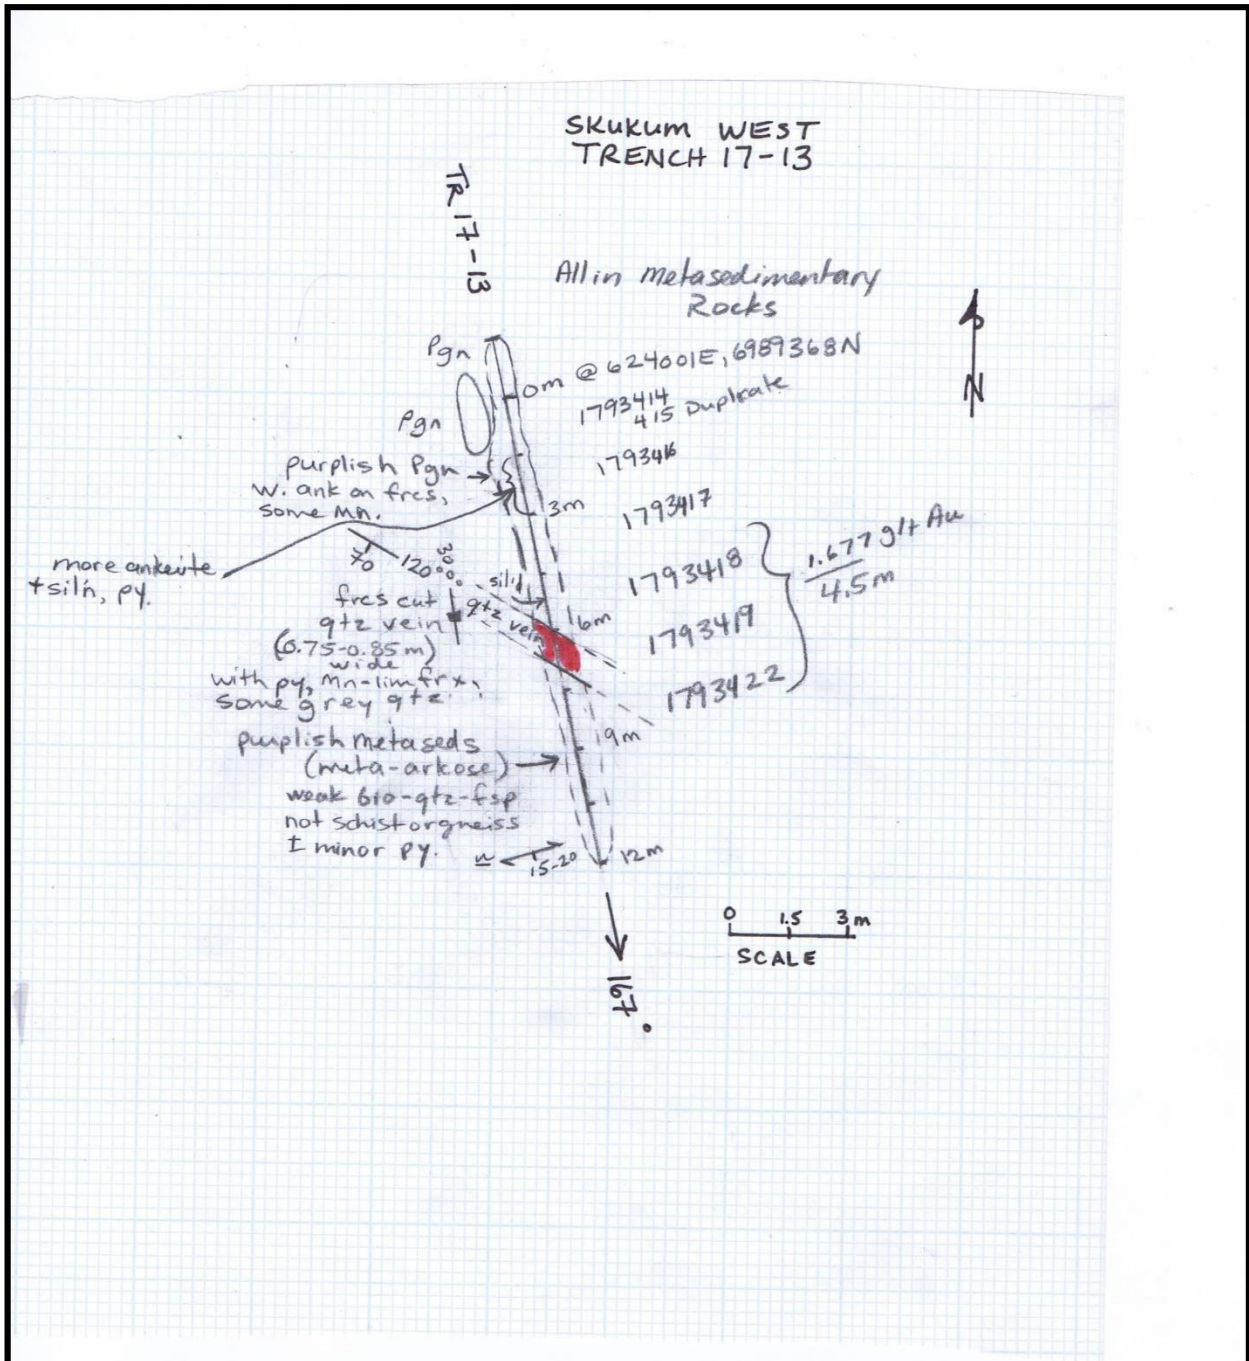 SKUKUM WEST
TRENCH 17-13
TR 17-13
All in metasedimentary
Rocks
Pgn
0m @ 624001E, 6989368N
1793414
415 Duplicate
Pgn
1793416
purplish Pgn
w. ank on frcs,
some Mn.
3m
1793417
N
more ankerite
+ sil'n, py.
70
120°
30°
1793418
1.677 g/t Au
4.5m
sil'd
qtz vein
6m
1793419
1793422
frcs cut
qtz vein
(0.75-0.85m)
wide
with py, Mn-lim frx,
some grey qtz.
9m
purplish metaseds
(meta-arkose)
weak bio-qtz-fsp
not schist or gneiss
± minor py.
15-20
12m
0 1.5 3m
SCALE
167°